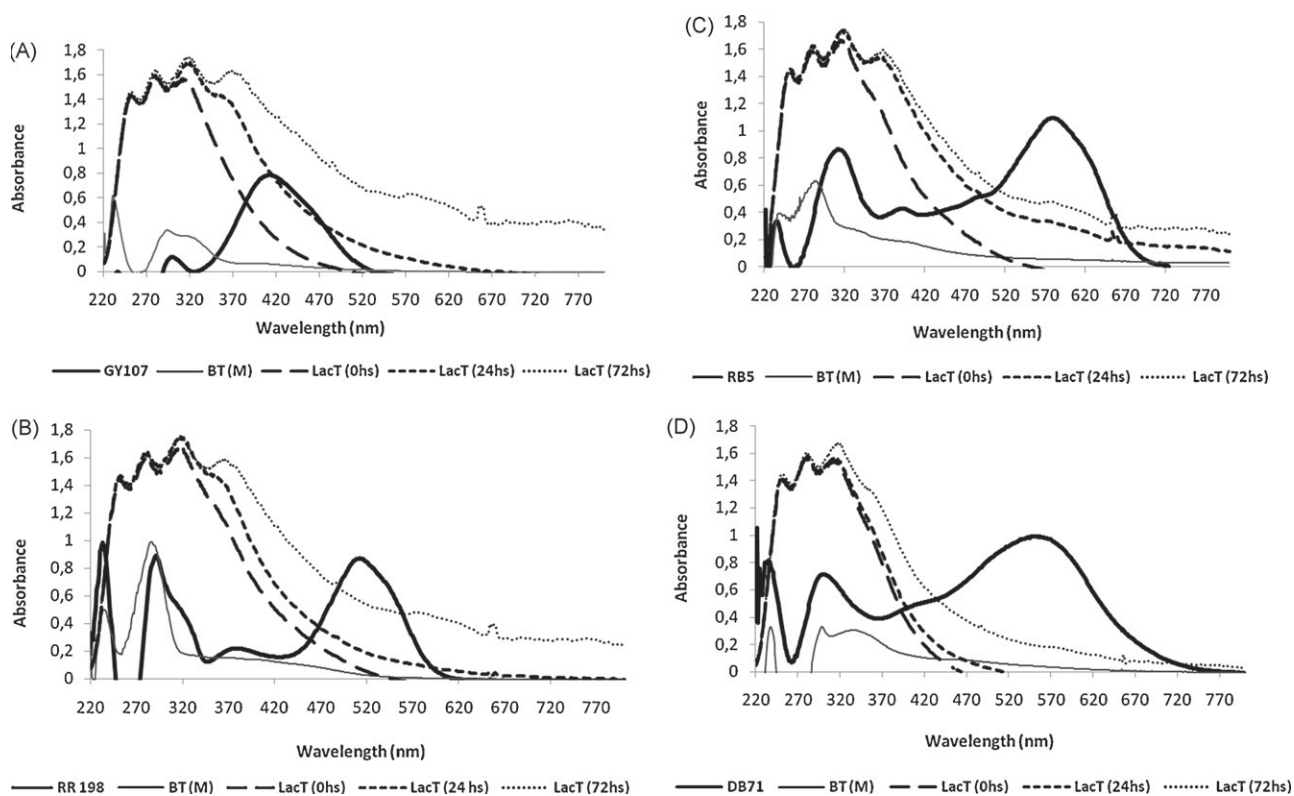 (A)
1,8
1,6
1,4
1,2
1
0,8
0,6
0,4
0,2
0
Absorbance
220 270 320 370 420 470 520 570 620 670 720 770
Wavelength (nm)
GY107 BT (M) LacT (0hs) LacT (24hs) LacT (72hs)
(B)
1,8
1,6
1,4
1,2
1
0,8
0,6
0,4
0,2
0
Absorbance
220 270 320 370 420 470 520 570 620 670 720 770
Wavelength (nm)
RR 198 BT (M) LacT (0hs) LacT (24 hs) LacT (72hs)
(C)
1,8
1,6
1,4
1,2
1
0,8
0,6
0,4
0,2
0
Absorbance
220 270 320 370 420 470 520 570 620 670 720 770
Wavelength (nm)
RB5 BT (M) LacT (0hs) LacT (24hs) LacT (72hs)
(D)
1,8
1,6
1,4
1,2
1
0,8
0,6
0,4
0,2
0
Absorbance
220 270 320 370 420 470 520 570 620 670 720 770
Wavelength (nm)
DB71 BT (M) LacT (0hs) LacT (24hs) LacT (72hs)